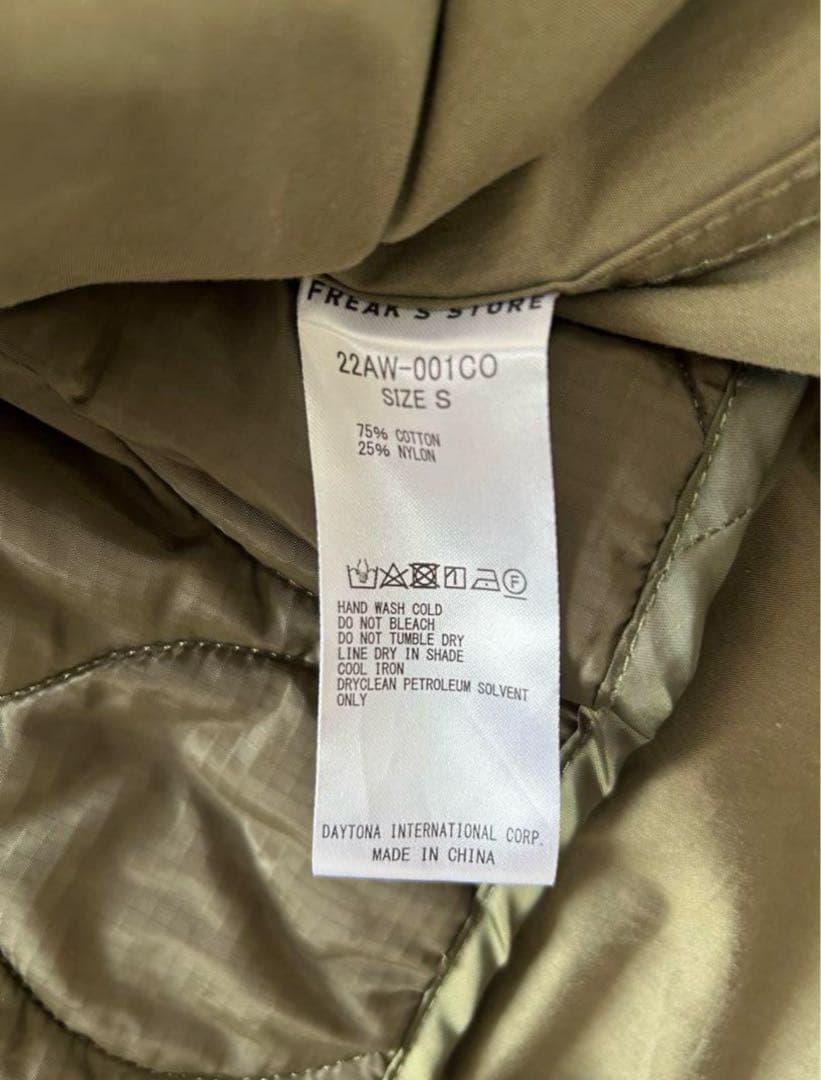 FREAK'S STORE
22AW-001CO
SIZE S
75% COTTON
25% NYLON
F
HAND WASH COLD
DO NOT BLEACH
DO NOT TUMBLE DRY
LINE DRY IN SHADE
COOL IRON
DRYCLEAN PETROLEUM SOLVENT
ONLY
DAYTONA INTERNATIONAL CORP.
MADE IN CHINA